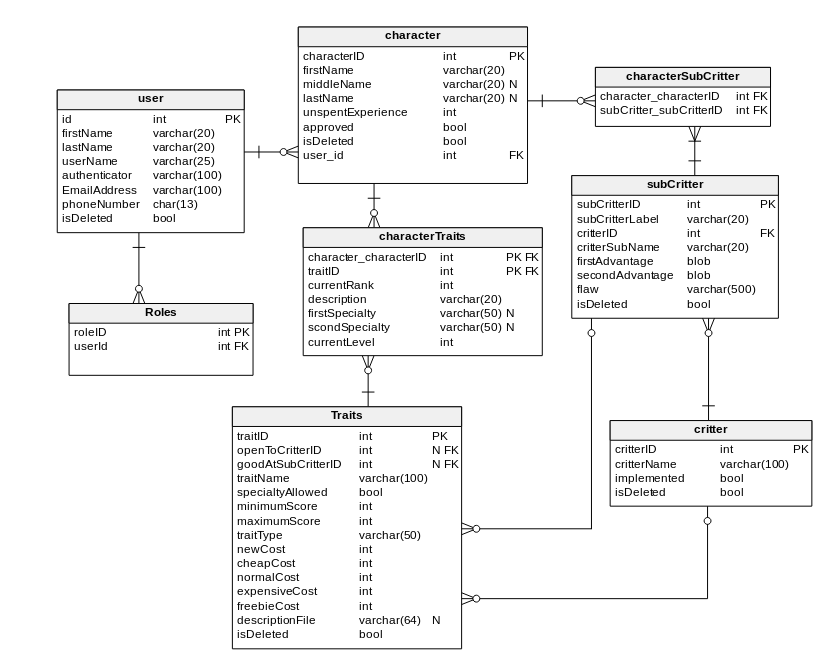 character
characterID int PK
firstName varchar(20)
middleName varchar(20) N
lastName varchar(20) N
unspentExperience int
approved bool
isDeleted bool
user_id int FK
characterSubCritter
character_characterID int FK
subCritter_subCritterID int FK
user
id int PK
firstName varchar(20)
lastName varchar(20)
userName varchar(25)
authenticator varchar(100)
EmailAddress varchar(100)
phoneNumber char(13)
isDeleted bool
subCritter
subCritterID int PK
subCritterLabel varchar(20)
critterID int FK
critterSubName varchar(20)
firstAdvantage blob
secondAdvantage blob
flaw varchar(500)
isDeleted bool
characterTraits
character_characterID int PK FK
traitID int PK FK
currentRank int
description varchar(20)
firstSpecialty varchar(50) N
scondSpecialty varchar(50) N
currentLevel int
Roles
roleID int PK
userId int FK
Traits
traitID int PK
openToCritterID int N FK
goodAtSubCritterID int N FK
traitName varchar(100)
specialtyAllowed bool
minimumScore int
maximumScore int
traitType varchar(50)
newCost int
cheapCost int
normalCost int
expensiveCost int
freebieCost int
descriptionFile varchar(64) N
isDeleted bool
critter
critterID int PK
critterName varchar(100)
implemented bool
isDeleted bool